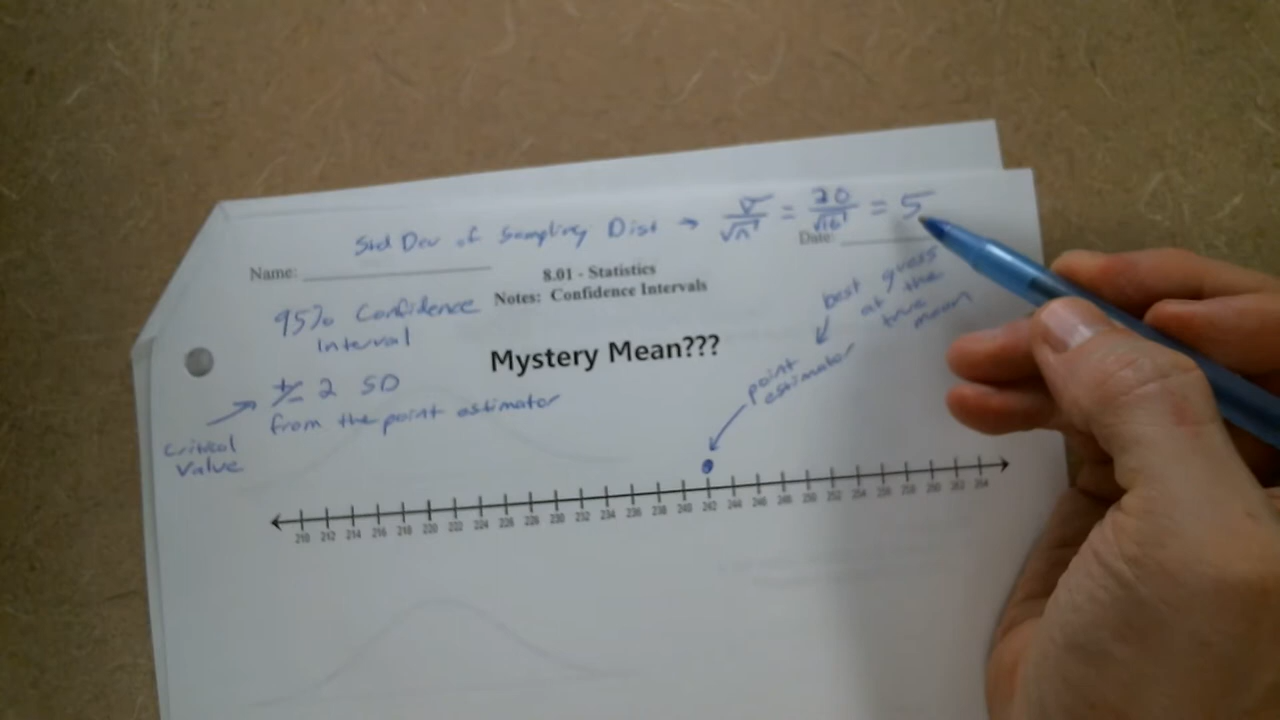 Std Dev of Sampling Dist → σ/√n = 20/√16 = 5
Name:
Date:
8.01 - Statistics
Notes: Confidence Intervals
95% Confidence
Interval
Mystery Mean???
+/- 2 SD
from the point estimator
critical
value
best guess
at the
true
mean
point
estimator
210 212 214 216 218 220 222 224 226 228 230 232 234 236 238 240 242 244 246 248 250 252 254 256 258 260 262 264